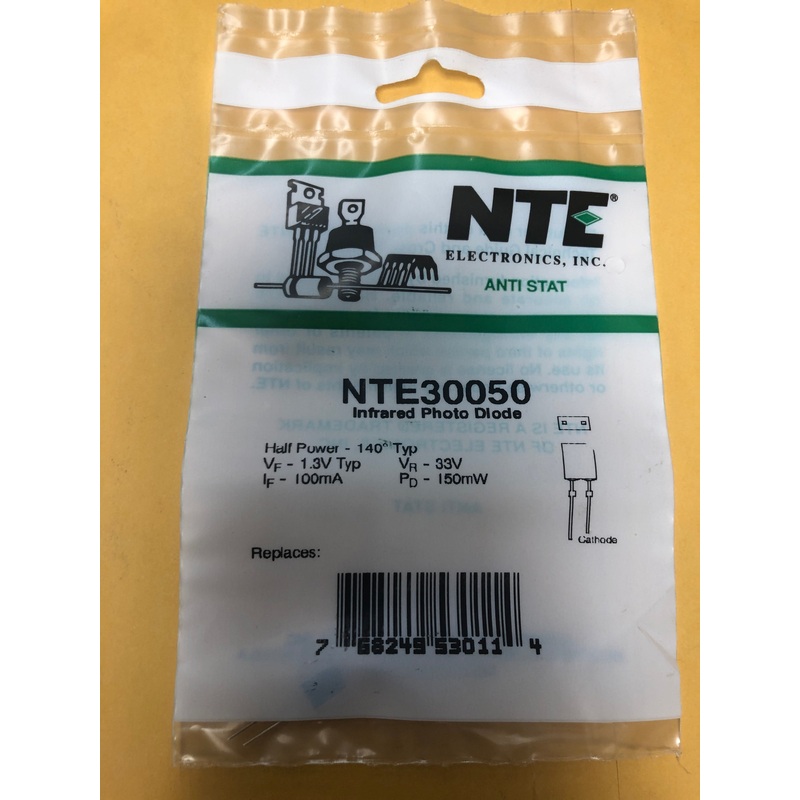 NTE®
ELECTRONICS, INC.
ANTI STAT
NTE30050
Infrared Photo Diode
Half Power - 140° Typ
VF - 1.3V Typ VR - 33V
IF - 100mA PD - 150mW
Cathode
Replaces:
7 68249 53011 4